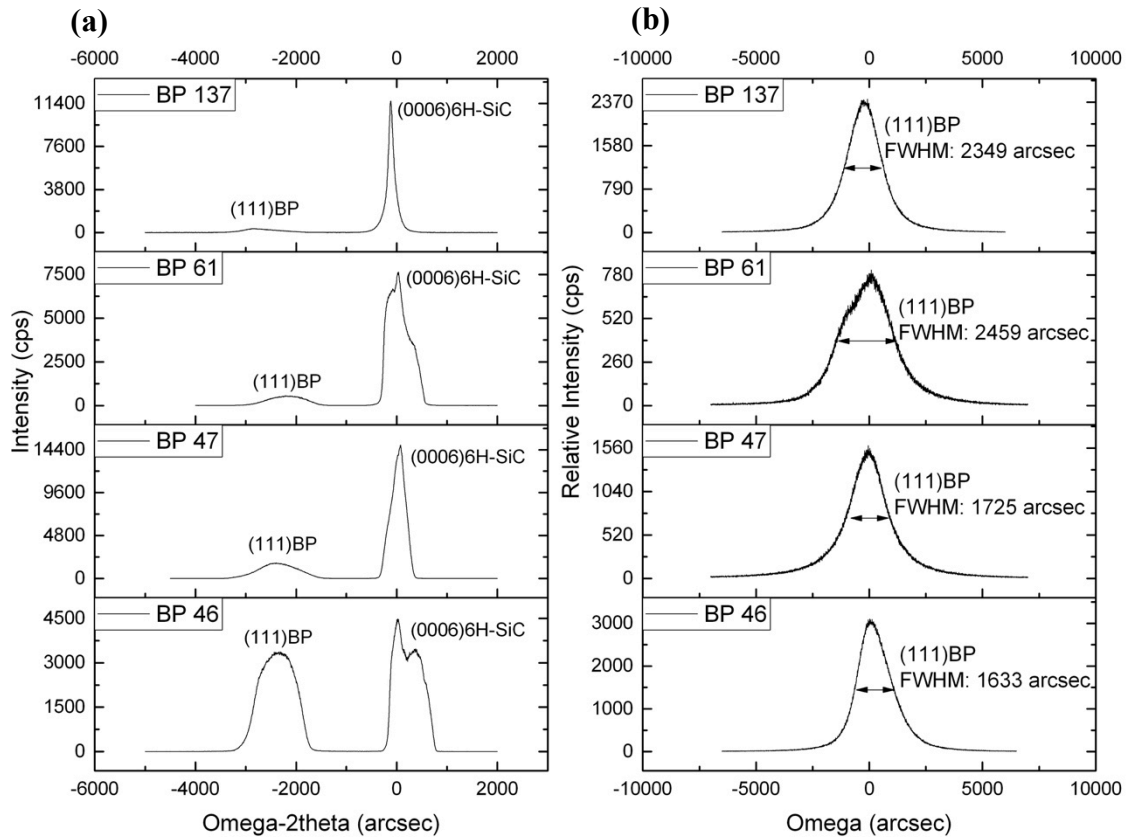 (a)
-6000 -4000 -2000 0 2000
BP 137
11400
7600
3800
0
(0006)6H-SiC
(111)BP
BP 61
7500
5000
2500
0
(0006)6H-SiC
(111)BP
BP 47
14400
9600
4800
0
(0006)6H-SiC
(111)BP
BP 46
4500
3000
1500
0
(111)BP
(0006)6H-SiC
-6000 -4000 -2000 0 2000
Intensity (cps)
Omega-2theta (arcsec)
(b)
-10000 -5000 0 5000 10000
BP 137
2370
1580
790
0
(111)BP
FWHM: 2349 arcsec
BP 61
780
520
260
0
(111)BP
FWHM: 2459 arcsec
BP 47
1560
1040
520
0
(111)BP
FWHM: 1725 arcsec
BP 46
3000
2000
1000
0
(111)BP
FWHM: 1633 arcsec
-10000 -5000 0 5000 10000
Relative Intensity (cps)
Omega (arcsec)